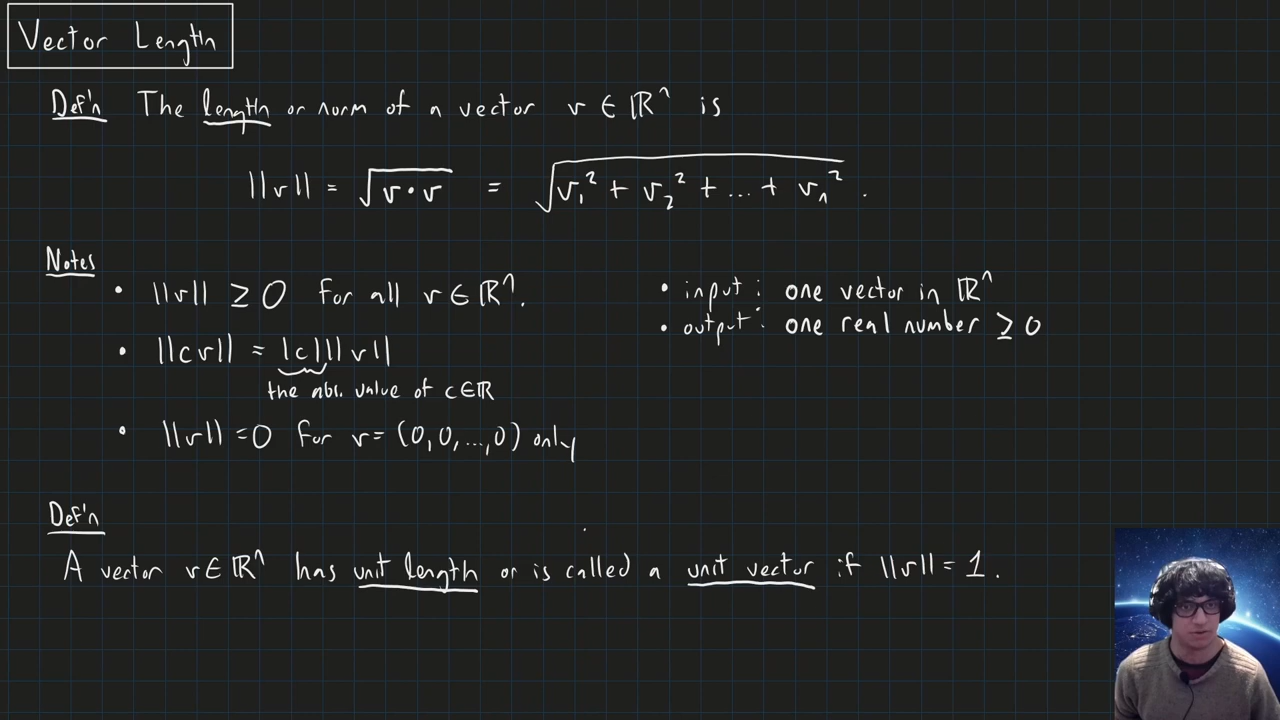 Vector Length
Def'n The length or norm of a vector v ∈ ℝⁿ is
||v|| = √(v·v) = √(v₁² + v₂² + ... + vₙ²) .
Notes
• ||v|| ≥ 0 for all v ∈ ℝⁿ.
• ||cv|| = |c| ||v||
the abs. value of c∈ℝ
• ||v|| = 0 for v = (0, 0, ..., 0) only
• input : one vector in ℝⁿ
• output : one real number ≥ 0
Def'n
A vector v∈ℝⁿ has unit length or is called a unit vector if ||v|| = 1 .